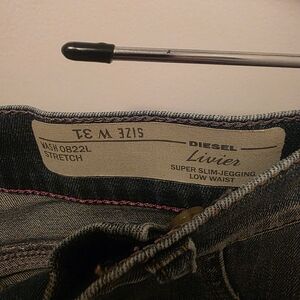 SIZE W 31
WASH 0822L
STRETCH
DIESEL
Livier
SUPER SLIM-JEGGING
LOW WAIST